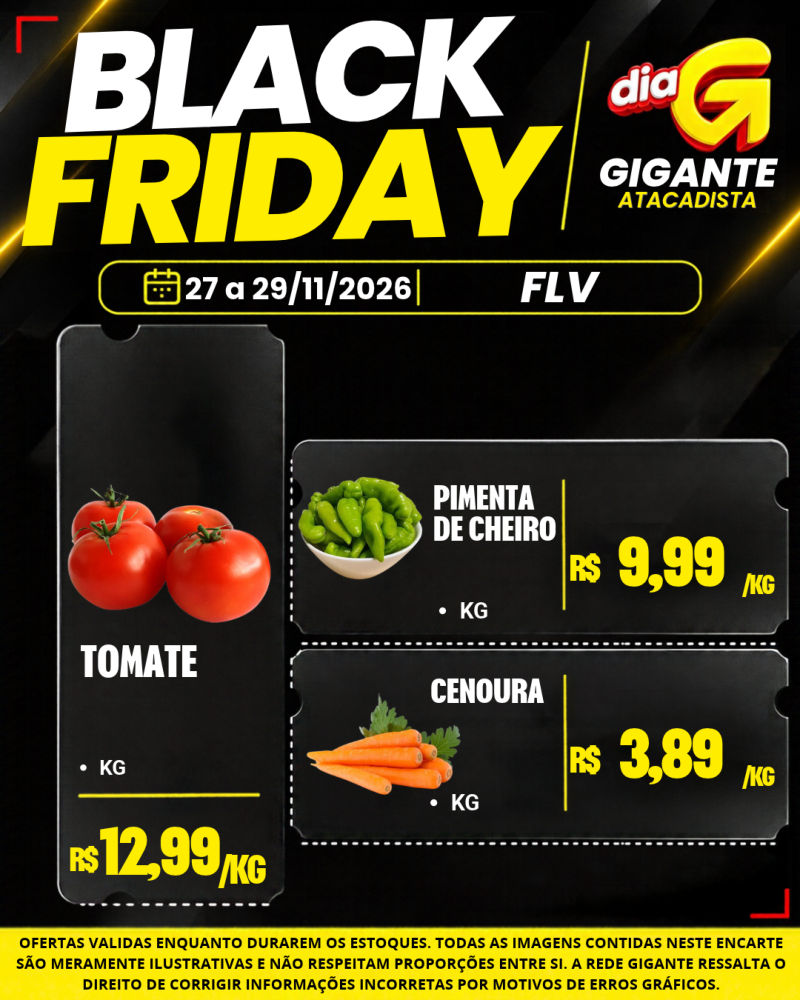 BLACK
FRIDAY
dia G
GIGANTE
ATACADISTA
27 a 29/11/2026
FLV
TOMATE
• KG
R$ 12,99/KG
PIMENTA
DE CHEIRO
• KG
R$ 9,99 /KG
CENOURA
• KG
R$ 3,89 /KG
OFERTAS VALIDAS ENQUANTO DURAREM OS ESTOQUES. TODAS AS IMAGENS CONTIDAS NESTE ENCARTE
SÃO MERAMENTE ILUSTRATIVAS E NÃO RESPEITAM PROPORÇÕES ENTRE SI. A REDE GIGANTE RESSALTA O
DIREITO DE CORRIGIR INFORMAÇÕES INCORRETAS POR MOTIVOS DE ERROS GRÁFICOS.